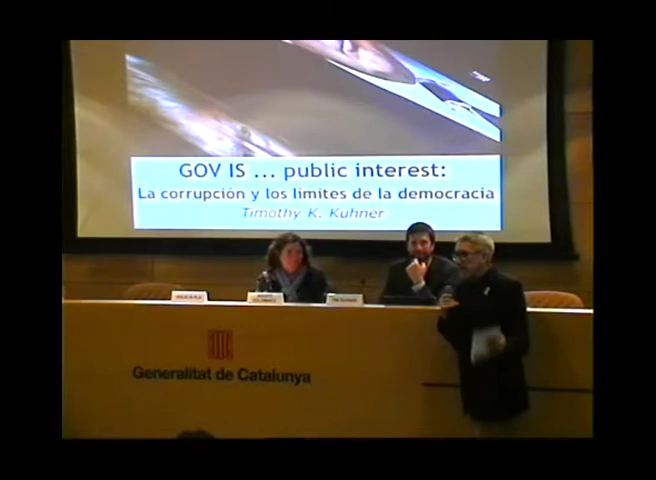 GOV IS ... public interest:
La corrupción y los límites de la democracia
Timothy K. Kuhner
Generalitat de Catalunya